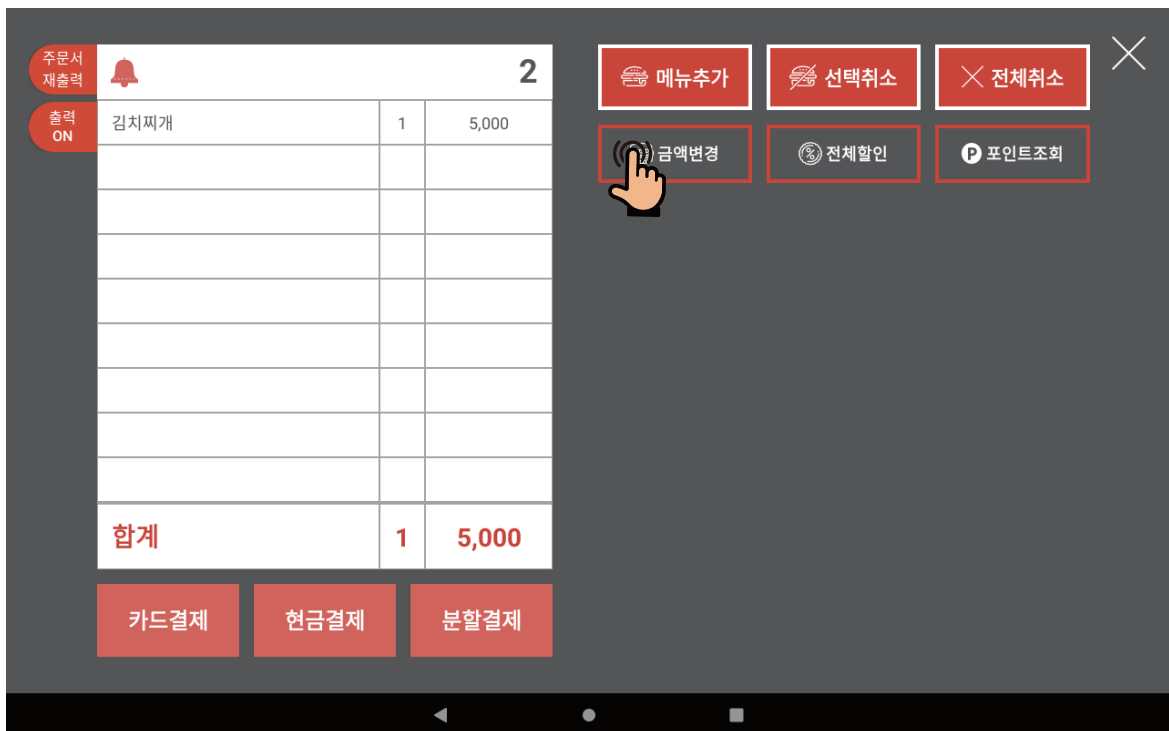 주문서
재출력
출력
ON
2
김치찌개 1 5,000
합계 1 5,000
카드결제 현금결제 분할결제
메뉴추가 선택취소 전체취소
금액변경 전체할인 포인트조회